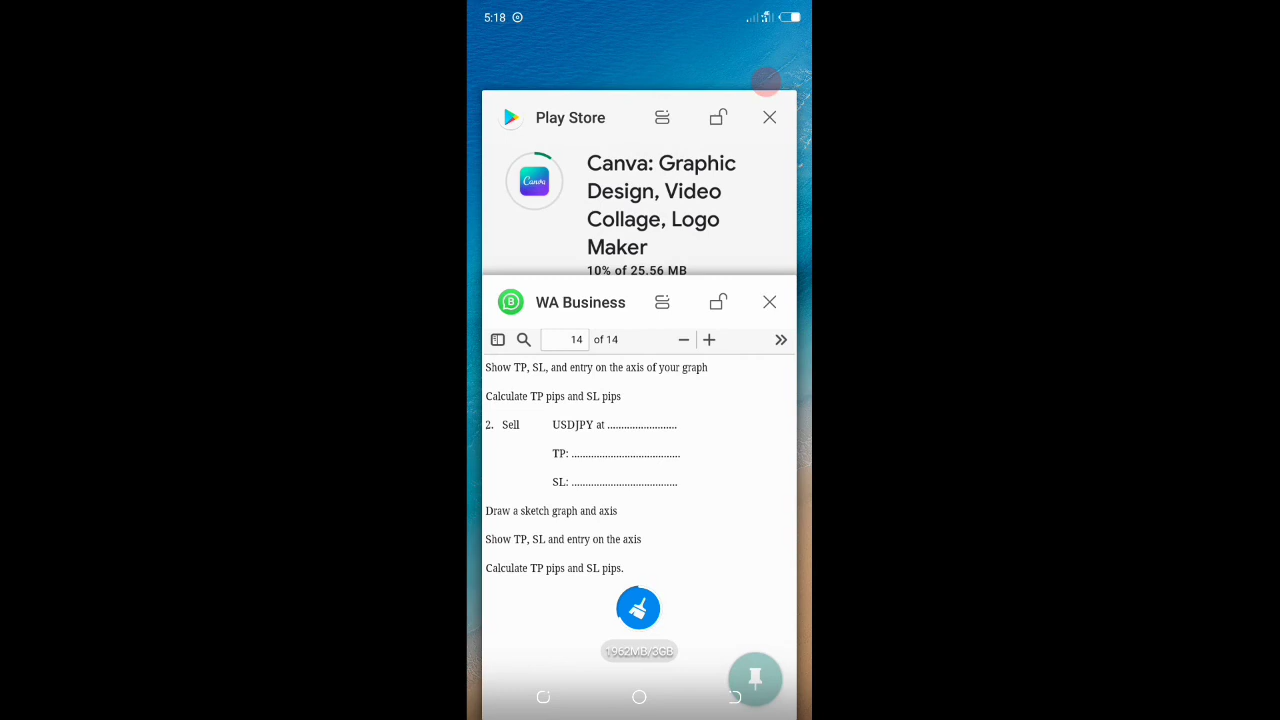 5:18
Play Store
Canva
Canva: Graphic
Design, Video
Collage, Logo
Maker
10% of 25.56 MB
B
WA Business
14 of 14
Show TP, SL, and entry on the axis of your graph
Calculate TP pips and SL pips
2. Sell USDJPY at .........................
TP: .......................................
SL: ......................................
Draw a sketch graph and axis
Show TP, SL and entry on the axis
Calculate TP pips and SL pips.
1962MB/3GB